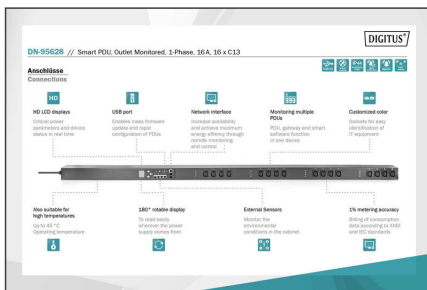 DIGITUS®
DN-95628 // Smart PDU, Outlet Monitored, 1-Phase, 16 A, 16 x C13
Anschlüsse
Connections
HD
HD LCD displays
Critical power
parameters and device
status in real time
USB port
Enables mass firmware
update and rapid
configuration of PDUs
Network interface
Increase availability
and achieve maximum
energy effiency through
remote monitoring
and control
Monitoring multiple
PDUs
PDU, gateway and smart
software function
in one device
Customized color
Sockets for easy
identification of
IT equipment
Also suitable for
high temperatures
Up to 45 °C
Operating temperature
180° rotatable display
To read easily
wherever the power
supply comes from
External Sensors
Monitor the
environmental
conditions in the cabinet
1% metering accuracy
Billing of consumption
data according to ANSI
and IEC standards